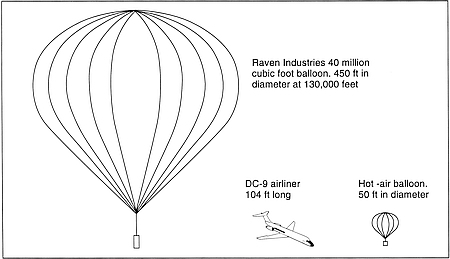 Raven Industries 40 million
cubic foot balloon. 450 ft in
diameter at 130,000 feet
DC-9 airliner
104 ft long
Hot -air balloon.
50 ft in diameter